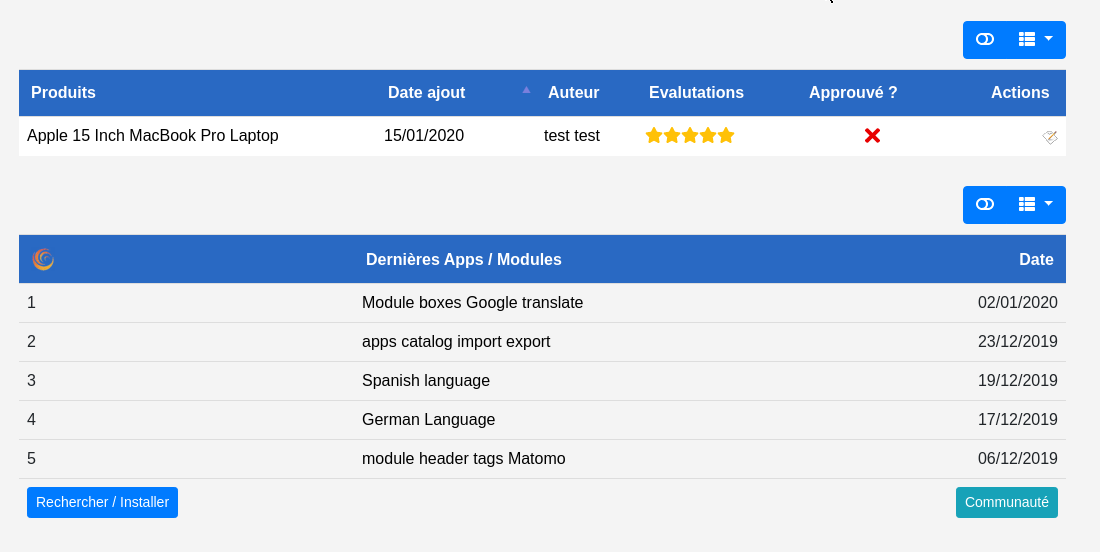 Produits Date ajout Auteur Evalutations Approuvé ? Actions
Apple 15 Inch MacBook Pro Laptop 15/01/2020 test test
Dernières Apps / Modules Date
1 Module boxes Google translate 02/01/2020
2 apps catalog import export 23/12/2019
3 Spanish language 19/12/2019
4 German Language 17/12/2019
5 module header tags Matomo 06/12/2019
Rechercher / Installer Communauté